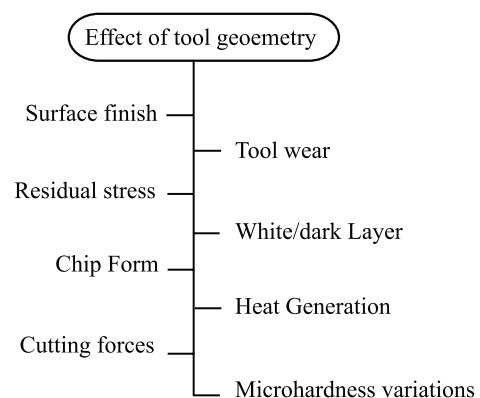 Effect of tool geoemetry
Surface finish
Tool wear
Residual stress
White/dark Layer
Chip Form
Heat Generation
Cutting forces
Microhardness variations